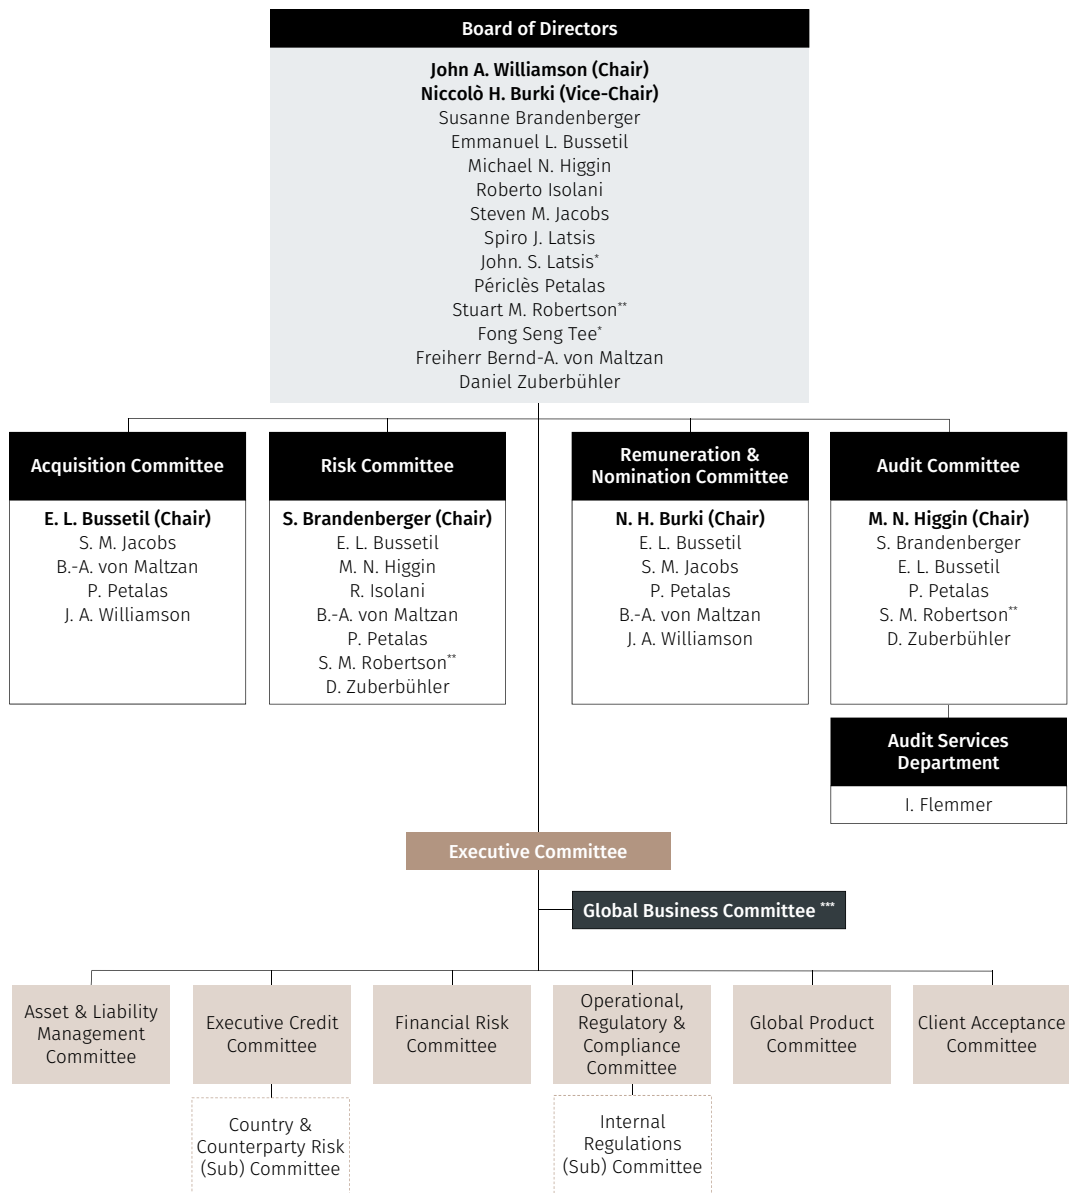 Board of Directors
John A. Williamson (Chair)
Niccolò H. Burki (Vice-Chair)
Susanne Brandenberger
Emmanuel L. Bussetil
Michael N. Higgin
Roberto Isolani
Steven M. Jacobs
Spiro J. Latsis
John. S. Latsis*
Périclès Petalas
Stuart M. Robertson**
Fong Seng Tee*
Freiherr Bernd-A. von Maltzan
Daniel Zuberbühler
Acquisition Committee
E. L. Bussetil (Chair)
S. M. Jacobs
B.-A. von Maltzan
P. Petalas
J. A. Williamson
Risk Committee
S. Brandenberger (Chair)
E. L. Bussetil
M. N. Higgin
R. Isolani
B.-A. von Maltzan
P. Petalas
S. M. Robertson**
D. Zuberbühler
Remuneration &
Nomination Committee
N. H. Burki (Chair)
E. L. Bussetil
S. M. Jacobs
P. Petalas
B.-A. von Maltzan
J. A. Williamson
Audit Committee
M. N. Higgin (Chair)
S. Brandenberger
E. L. Bussetil
P. Petalas
S. M. Robertson**
D. Zuberbühler
Audit Services
Department
I. Flemmer
Executive Committee
Global Business Committee ***
Asset & Liability
Management
Committee
Executive Credit
Committee
Financial Risk
Committee
Operational,
Regulatory &
Compliance
Committee
Global Product
Committee
Client Acceptance
Committee
Country &
Counterparty Risk
(Sub) Committee
Internal
Regulations
(Sub) Committee